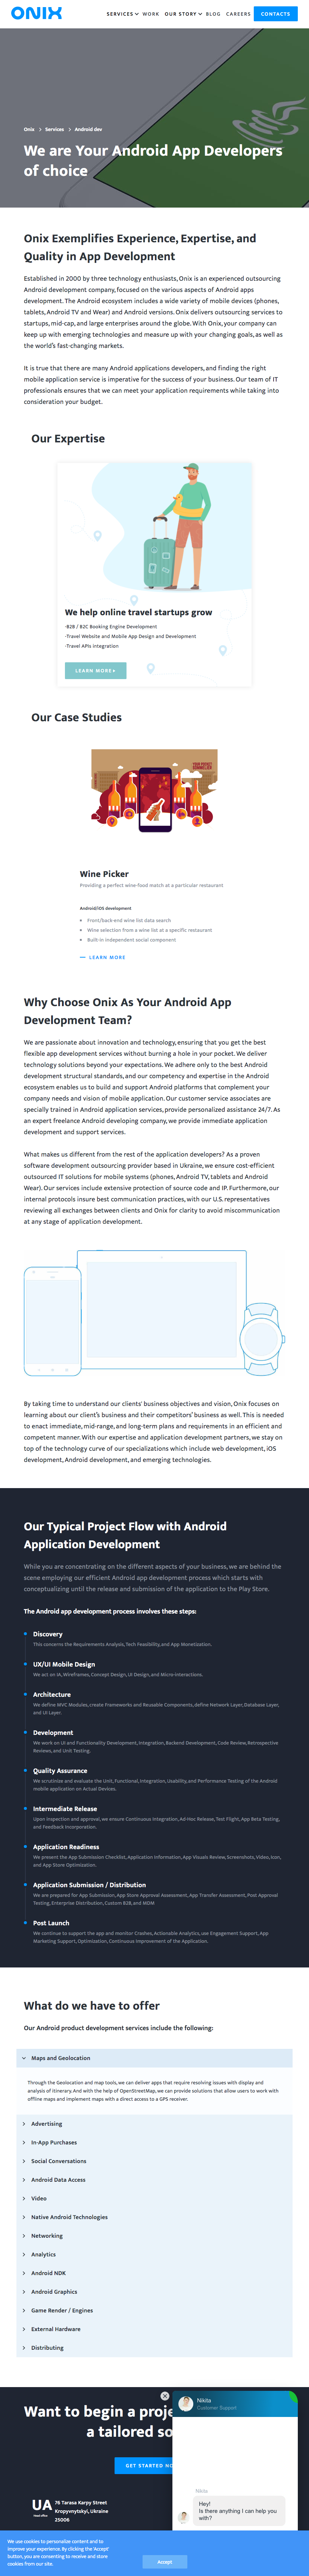 ONIX
SERVICES WORK OUR STORY BLOG CAREERS CONTACTS
Onix > Services > Android dev
We are Your Android App Developers
of choice
Onix Exemplifies Experience, Expertise, and
Quality in App Development
Established in 2000 by three technology enthusiasts, Onix is an experienced outsourcing
Android development company, focused on the various aspects of Android apps
development. The Android ecosystem includes a wide variety of mobile devices (phones,
tablets, Android TV and Wear) and Android versions. Onix delivers outsourcing services to
startups, mid-cap, and large enterprises around the globe. With Onix, your company can
keep up with emerging technologies and measure up with your changing goals, as well as
the world's fast-changing markets.
It is true that there are many Android applications developers, and finding the right
mobile application service is imperative for the success of your business. Our team of IT
professionals ensures that we can meet your application requirements while taking into
consideration your budget.
Our Expertise
We help online travel startups grow
-B2B / B2C Booking Engine Development
-Travel Website and Mobile App Design and Development
-Travel APIs integration
LEARN MORE
Our Case Studies
Wine Picker
Providing a perfect wine-food match at a particular restaurant
Android/iOS development
Front/back-end wine list data search
Wine selection from a wine list at a specific restaurant
Built-in independent social component
LEARN MORE
Why Choose Onix As Your Android App
Development Team?
We are passionate about innovation and technology, ensuring that you get the best
flexible app development services without burning a hole in your pocket. We deliver
technology solutions beyond your expectations. We adhere only to the best Android
development structural standards, and our competency and expertise in the Android
ecosystem enables us to build and support Android platforms that complement your
company needs and vision of mobile application. Our customer service associates are
specially trained in Android application services, and provide personalized assistance 24/7. As
an expert freelance Android developing company, we provide immediate application
development and support services.
What makes us different from the rest of the application developers? As a proven
software development outsourcing provider based in Ukraine, we ensure cost-efficient
outsourced IT solutions for mobile systems (phones, Android TV, tablets and Android
Wear). Our services include extensive protection of source code and IP. Furthermore, our
internal protocols insure best communication practices, with our U.S. representatives
reviewing all exchanges between clients and Onix for clarity to avoid miscommunication
at any stage of application development.
By taking time to understand our clients' business objectives and vision, Onix focuses on
learning about our client's business and their competitors' business as well. This is needed
to enact immediate, mid-range, and long-term plans and requirements in an efficient and
competent manner. With our expertise and application development partners, we stay on
top of the technology curve of our specializations which include web development, iOS
development, Android development, and emerging technologies.
Our Typical Project Flow with Android
Application Development
While you are concentrating on the different aspects of your business, we are behind the
scene employing our efficient Android app development process which starts with
conceptualizing until the release and submission of the application to the Play Store.
The Android app development process involves these steps:
Discovery
This concerns the Requirements Analysis, Tech Feasibility, and App Monetization.
UX/UI Mobile Design
We act on IA, Wireframes, Concept Design, UI Design, and Micro-Interactions.
Architecture
We define MVC Modules, create Frameworks and Reusable Components, define Network Layer, Database Layer,
and UI Layer.
Development
We work on UI and Functionality Development, Integration, Backend Development, Code Review, Retrospective
Reviews, and Unit Testing.
Quality Assurance
We scrutinize and evaluate the Unit, Functional, Integration, Usability, and Performance Testing of the Android
mobile application on Actual Devices.
Intermediate Release
Upon inspection and approval, we ensure Continuous Integration, Ad Hoc Release, Test Flight, App Beta Testing,
and Feedback Incorporation.
Application Readiness
We present the App Submission Checklist, Application Information, App Visuals Review, Screenshots, Video, Icon,
and App Store Optimization.
Application Submission / Distribution
We are prepared for App Submission, App Store Approval Assessment, App Transfer Assessment, Post Approval
Testing, Enterprise Distribution, Custom B2B, and MDM
Post Launch
We continue to support the app and monitor Crashes, Actionable Analytics, use Engagement Support, App
Marketing Support, Optimization, Continuous Improvement of the Application.
What do we have to offer
Our Android product development services include the following:
Maps and Geolocation
Through the Geolocation and map tools, we can deliver apps that require resolving issues with display and
analysis of itinerary. And with the help of OpenStreetMap, we can provide solutions that allow users to work with
offline maps and implement maps with a direct access to a GPS receiver.
Advertising
In-App Purchases
Social Conversations
Android Data Access
Video
Native Android Technologies
Networking
Analytics
Android NDK
Android Graphics
Game Render / Engines
External Hardware
Distributing
Want to begin a proje
a tailored so
GET STARTED NO
Nikita
Customer Support
Nikita
Hey!
Is there anything I can help you
with?
UA
Head office
76 Tarasa Karpy Street
Kropyvnytskyi, Ukraine
25006
We use cookies to personalize content and to
improve your experience. By clicking the 'Accept'
button, you are consenting to receive and store
cookies from our site.
Accept